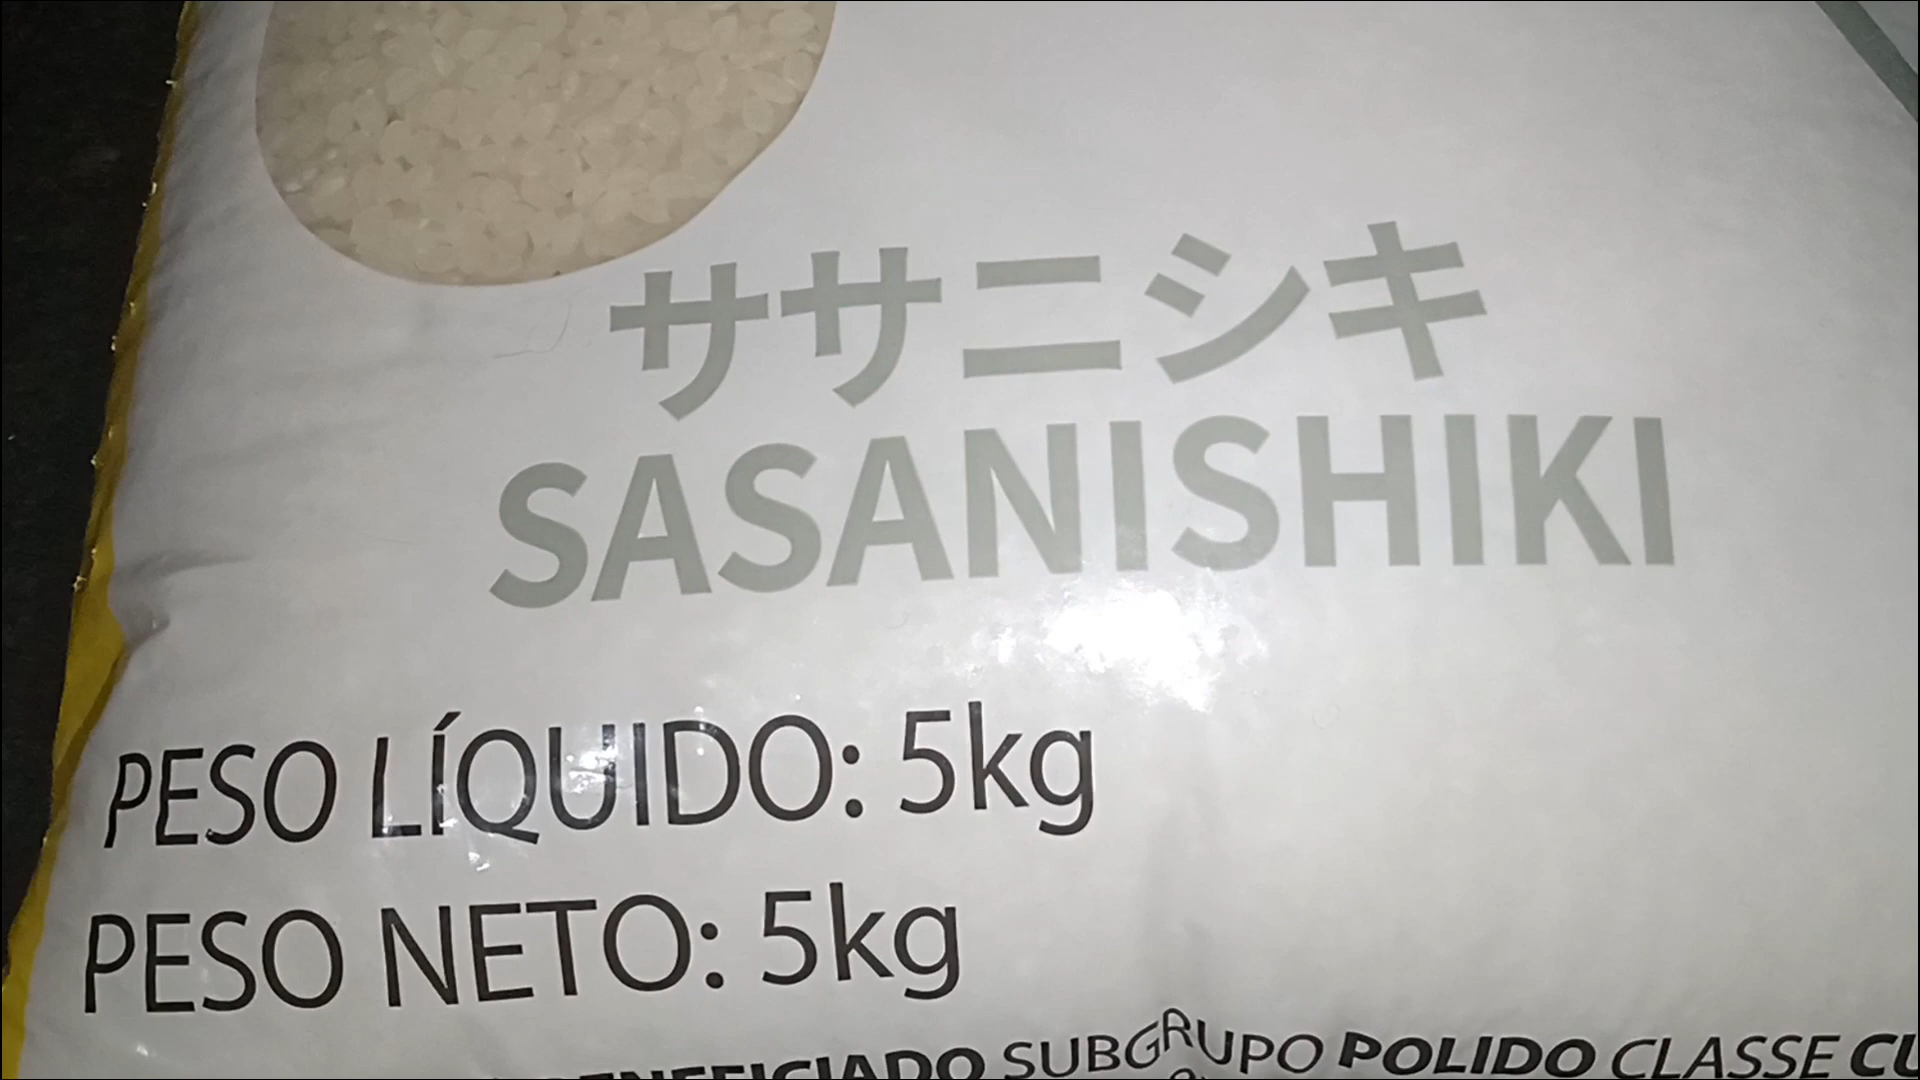 ササニシキ
SASANISHIKI
PESO LÍQUIDO: 5kg
PESO NETO: 5kg
SUBGRUPO POLIDO CLASSE